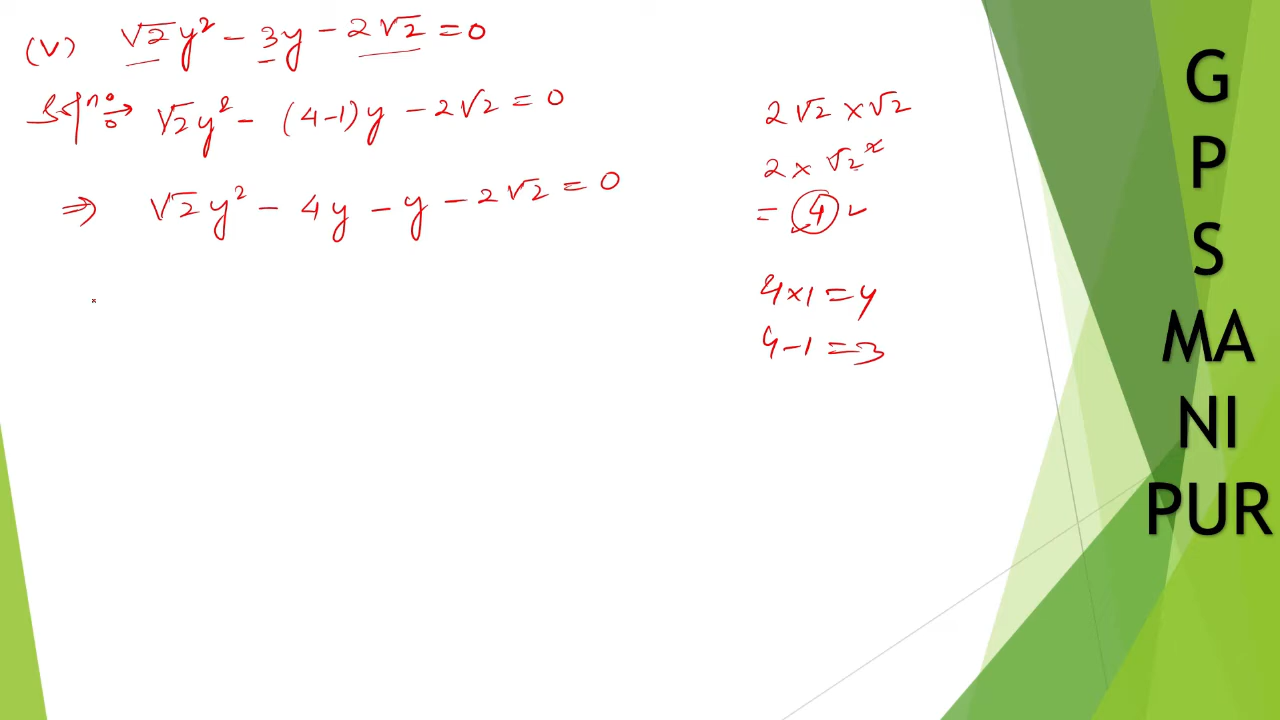 (V) √2y² - 3y - 2√2 = 0
Solⁿ: → √2y² - (4-1)y - 2√2 = 0
⇒ √2y² - 4y - y - 2√2 = 0
2√2 × √2
2 × √2²
= 4 ✓
4×1 = 4
4-1 = 3
G
P
S
MA
NI
PUR